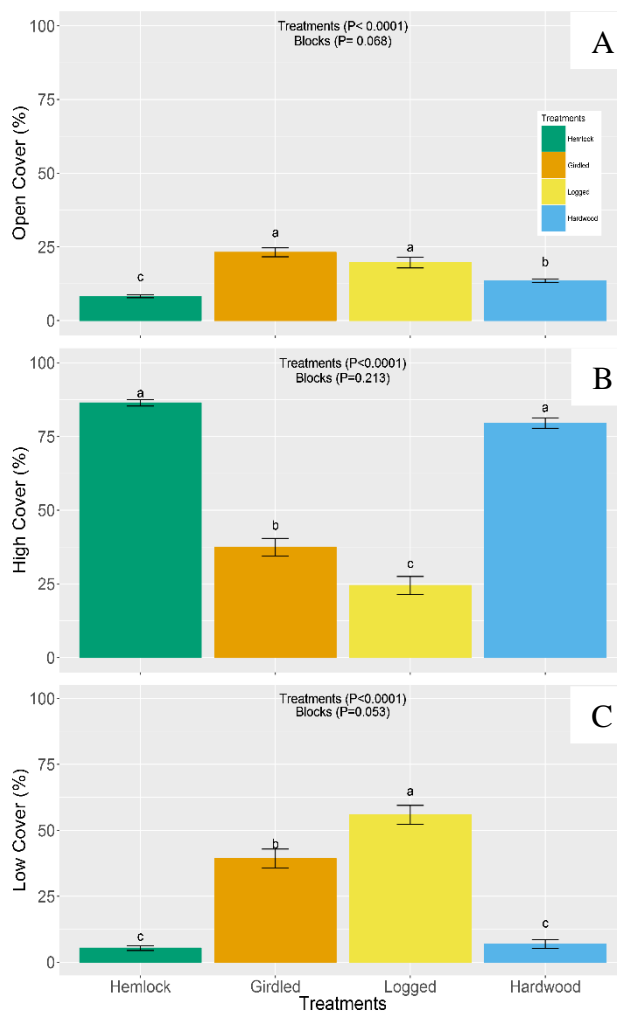 A
Treatments (P< 0.0001)
Blocks (P= 0.068)
Open Cover (%)
100
75
50
25
0
Treatments
Hemlock
Girdled
Logged
Hardwood
c
a
a
b
B
Treatments (P<0.0001)
Blocks (P=0.213)
High Cover (%)
100
75
50
25
0
a
b
c
a
C
Treatments (P<0.0001)
Blocks (P=0.053)
Low Cover (%)
100
75
50
25
0
c
b
a
c
Hemlock Girdled Logged Hardwood
Treatments